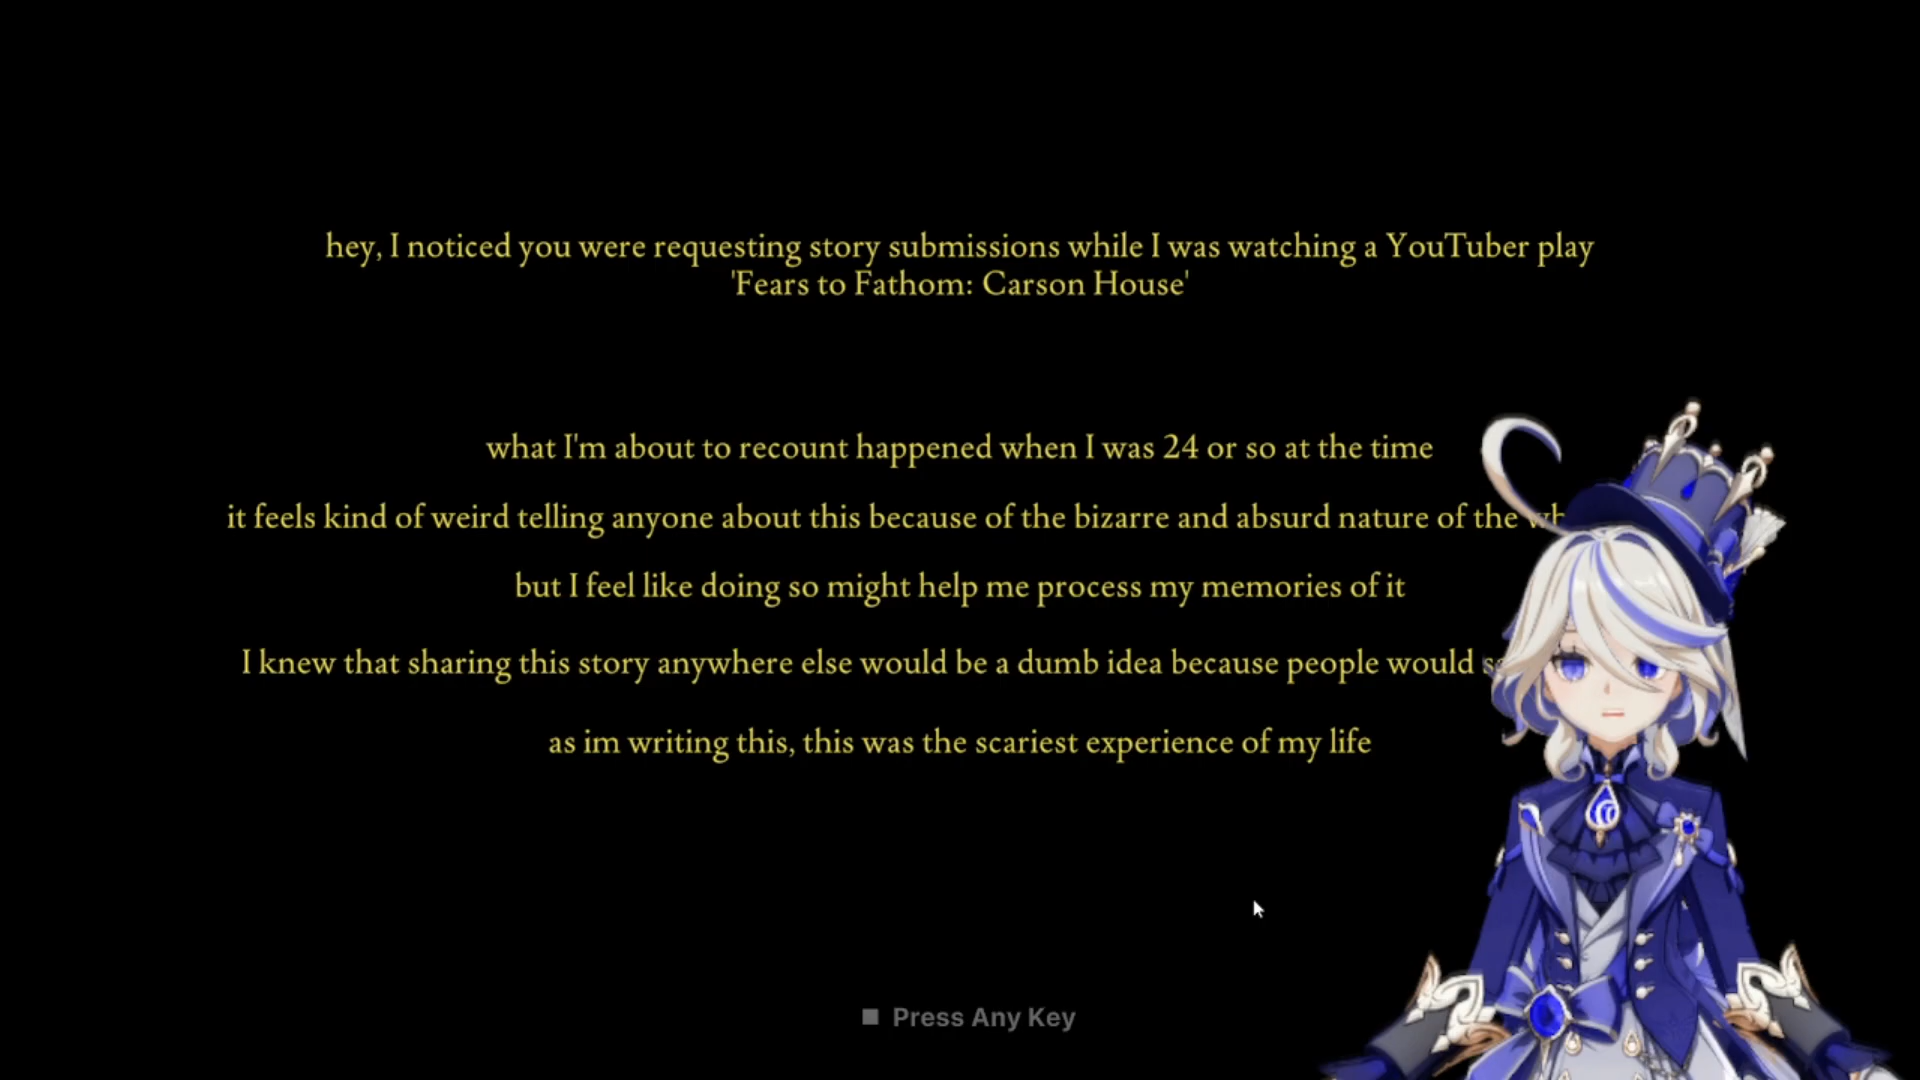 hey, I noticed you were requesting story submissions while I was watching a YouTuber play
'Fears to Fathom: Carson House'
what I'm about to recount happened when I was 24 or so at the time
it feels kind of weird telling anyone about this because of the bizarre and absurd nature of the
but I feel like doing so might help me process my memories of it
I knew that sharing this story anywhere else would be a dumb idea because people would
as im writing this, this was the scariest experience of my life
Press Any Key